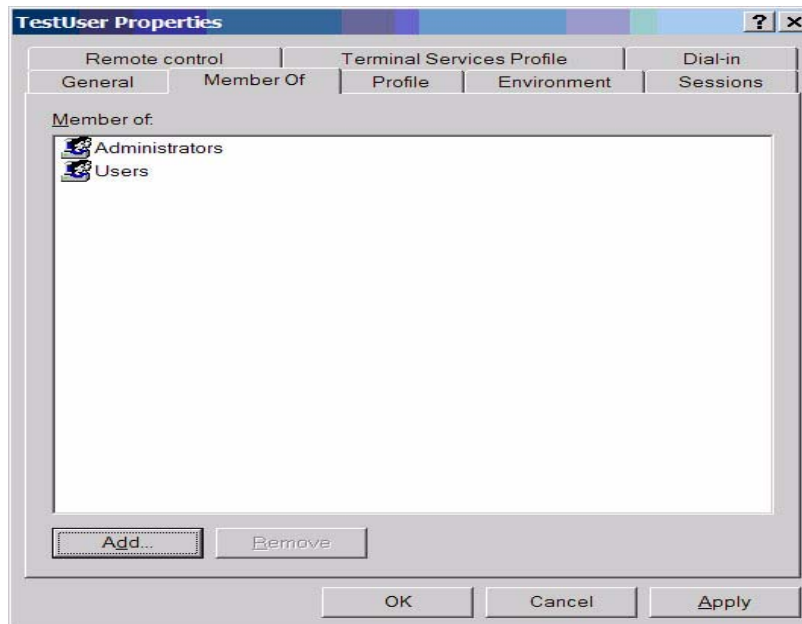 TestUser Properties
Remote control Terminal Services Profile Dial-in
General Member Of Profile Environment Sessions
Member of:
Administrators
Users
Add... Remove
OK Cancel Apply